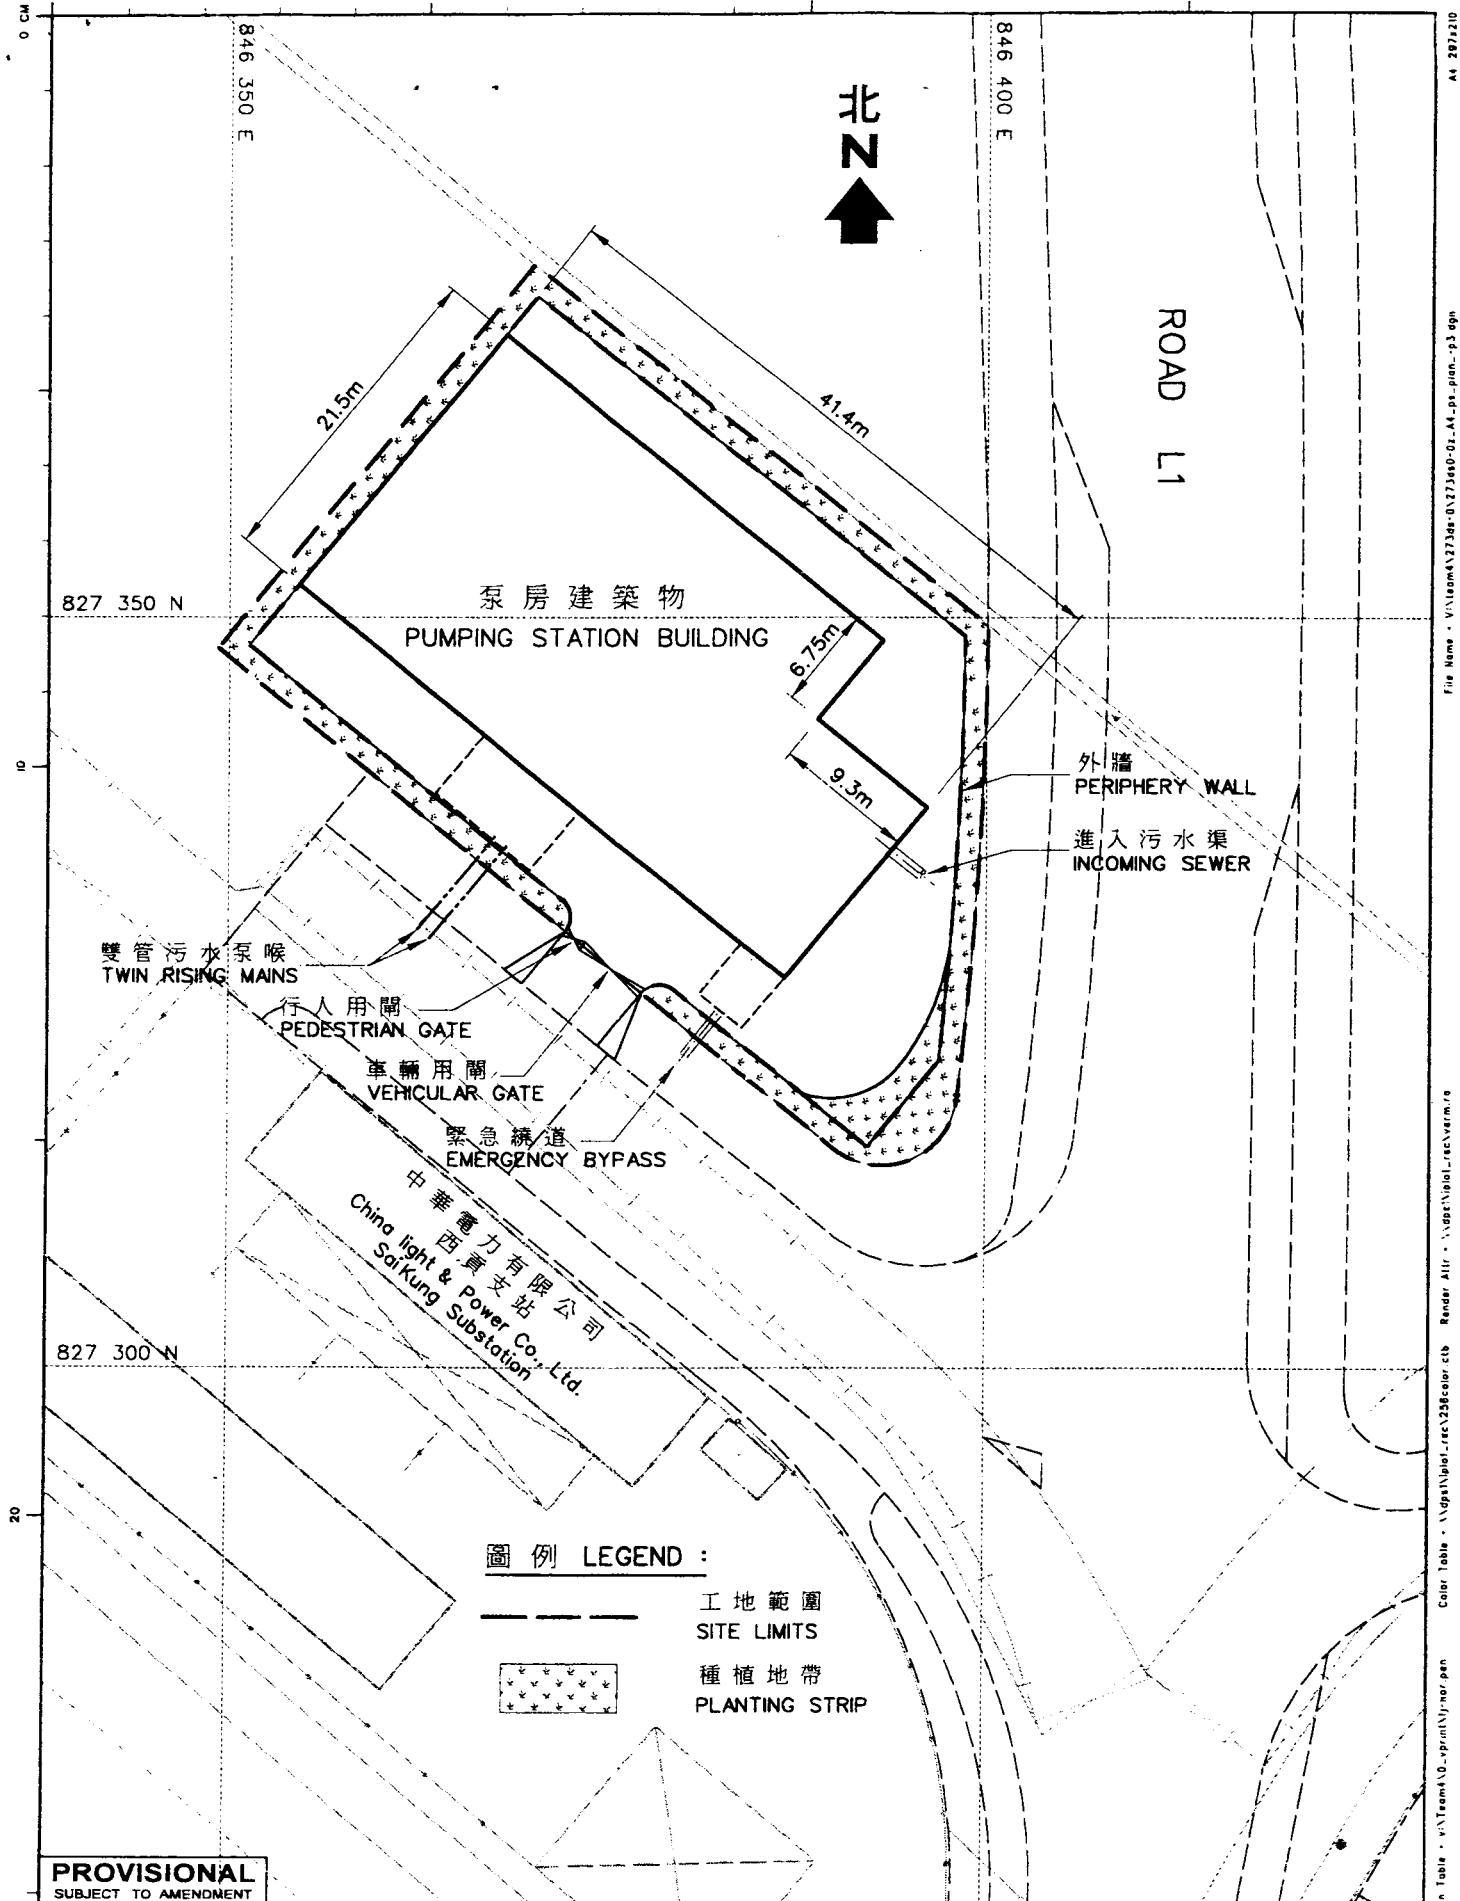 0 CM
A4 297x210
846 350 E
846 400 E
北
N
ROAD L1
41.4m
21.5m
827 350 N
泵房建築物
PUMPING STATION BUILDING
6.75m
9.3m
外牆
PERIPHERY WALL
10
進入污水渠
INCOMING SEWER
雙管污水泵喉
TWIN RISING MAINS
行人用閘
PEDESTRIAN GATE
車輛用閘
VEHICULAR GATE
緊急繞道
EMERGENCY BYPASS
中華電力有限公司
西貢支站
China light & Power Co., Ltd.
SaiKung Substation
827 300 N
20
圖例 LEGEND :
工地範圍
SITE LIMITS
種植地帶
PLANTING STRIP
PROVISIONAL
SUBJECT TO AMENDMENT